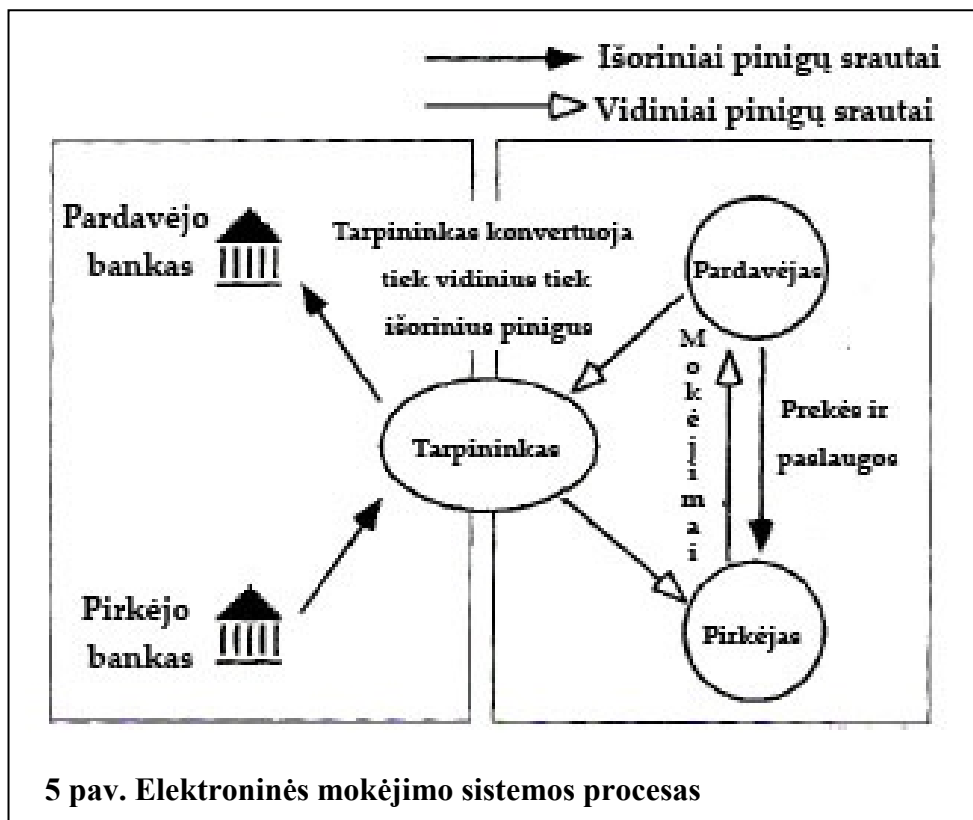 Išoriniai pinigų srautai
Vidiniai pinigų srautai
Pardavėjo
bankas
Tarpininkas konvertuoja
tiek vidinius tiek
išorinius pinigus
Pardavėjas
Mokėjimai
Prekės ir
paslaugos
Tarpininkas
Pirkėjo
bankas
Pirkėjas
5 pav. Elektroninės mokėjimo sistemos procesas